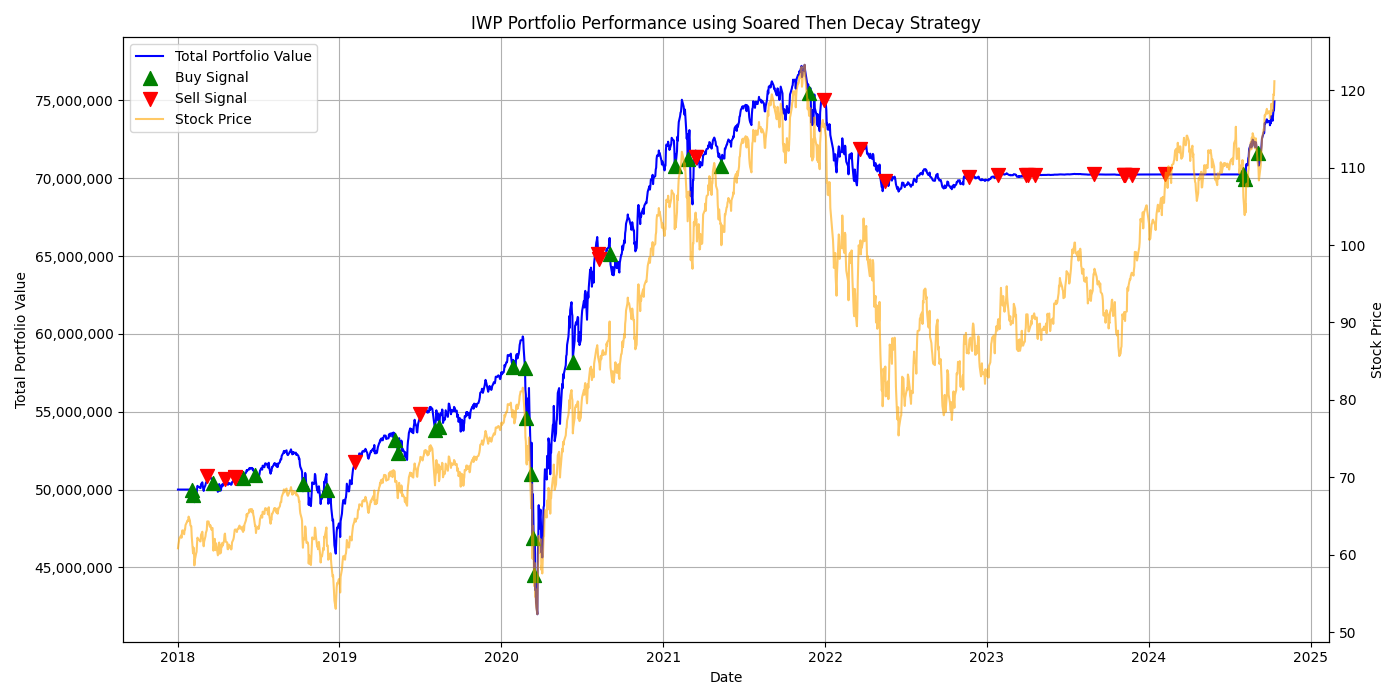 IWP Portfolio Performance using Soared Then Decay Strategy
Total Portfolio Value
Buy Signal
Sell Signal
Stock Price
Total Portfolio Value
75,000,000
70,000,000
65,000,000
60,000,000
55,000,000
50,000,000
45,000,000
120
110
100
90
80
70
60
50
Stock Price
2018
2019
2020
2021
2022
2023
2024
2025
Date